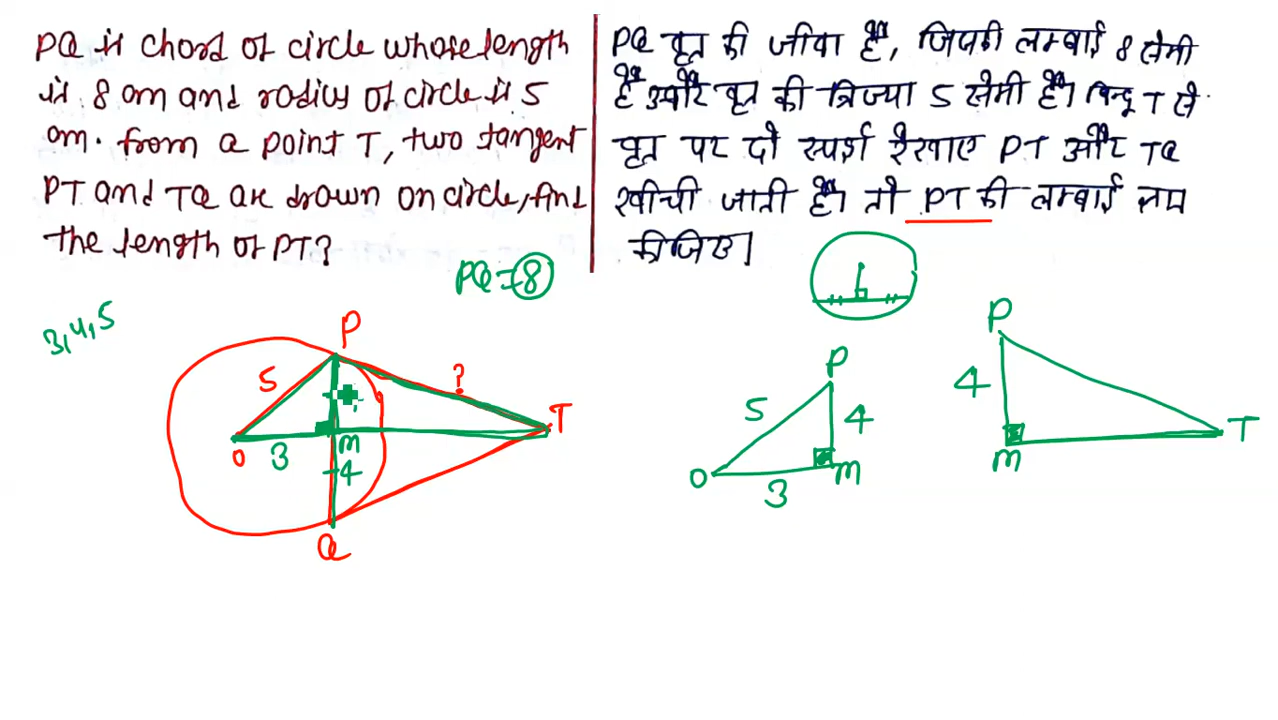 PQ is chord of circle whose length
is 8 cm and radius of circle is 5
cm. from a point T, two tangent
PT and TQ are drawn on circle, find
the length of PT?
PQ वृत की जीवा है, जिसकी लम्बाई 8 सेमी
है और वृत की त्रिज्या 5 सेमी है। बिन्दु T से
वृत पर दो स्पर्श रेखाए PT और TQ
खींची जाती है। तो PT की लम्बाई ज्ञात
कीजिए।
PQ = 8
3, 4, 5
P
5
?
T
O
3
M
4
Q
P
5
4
O
3
M
P
4
M
T